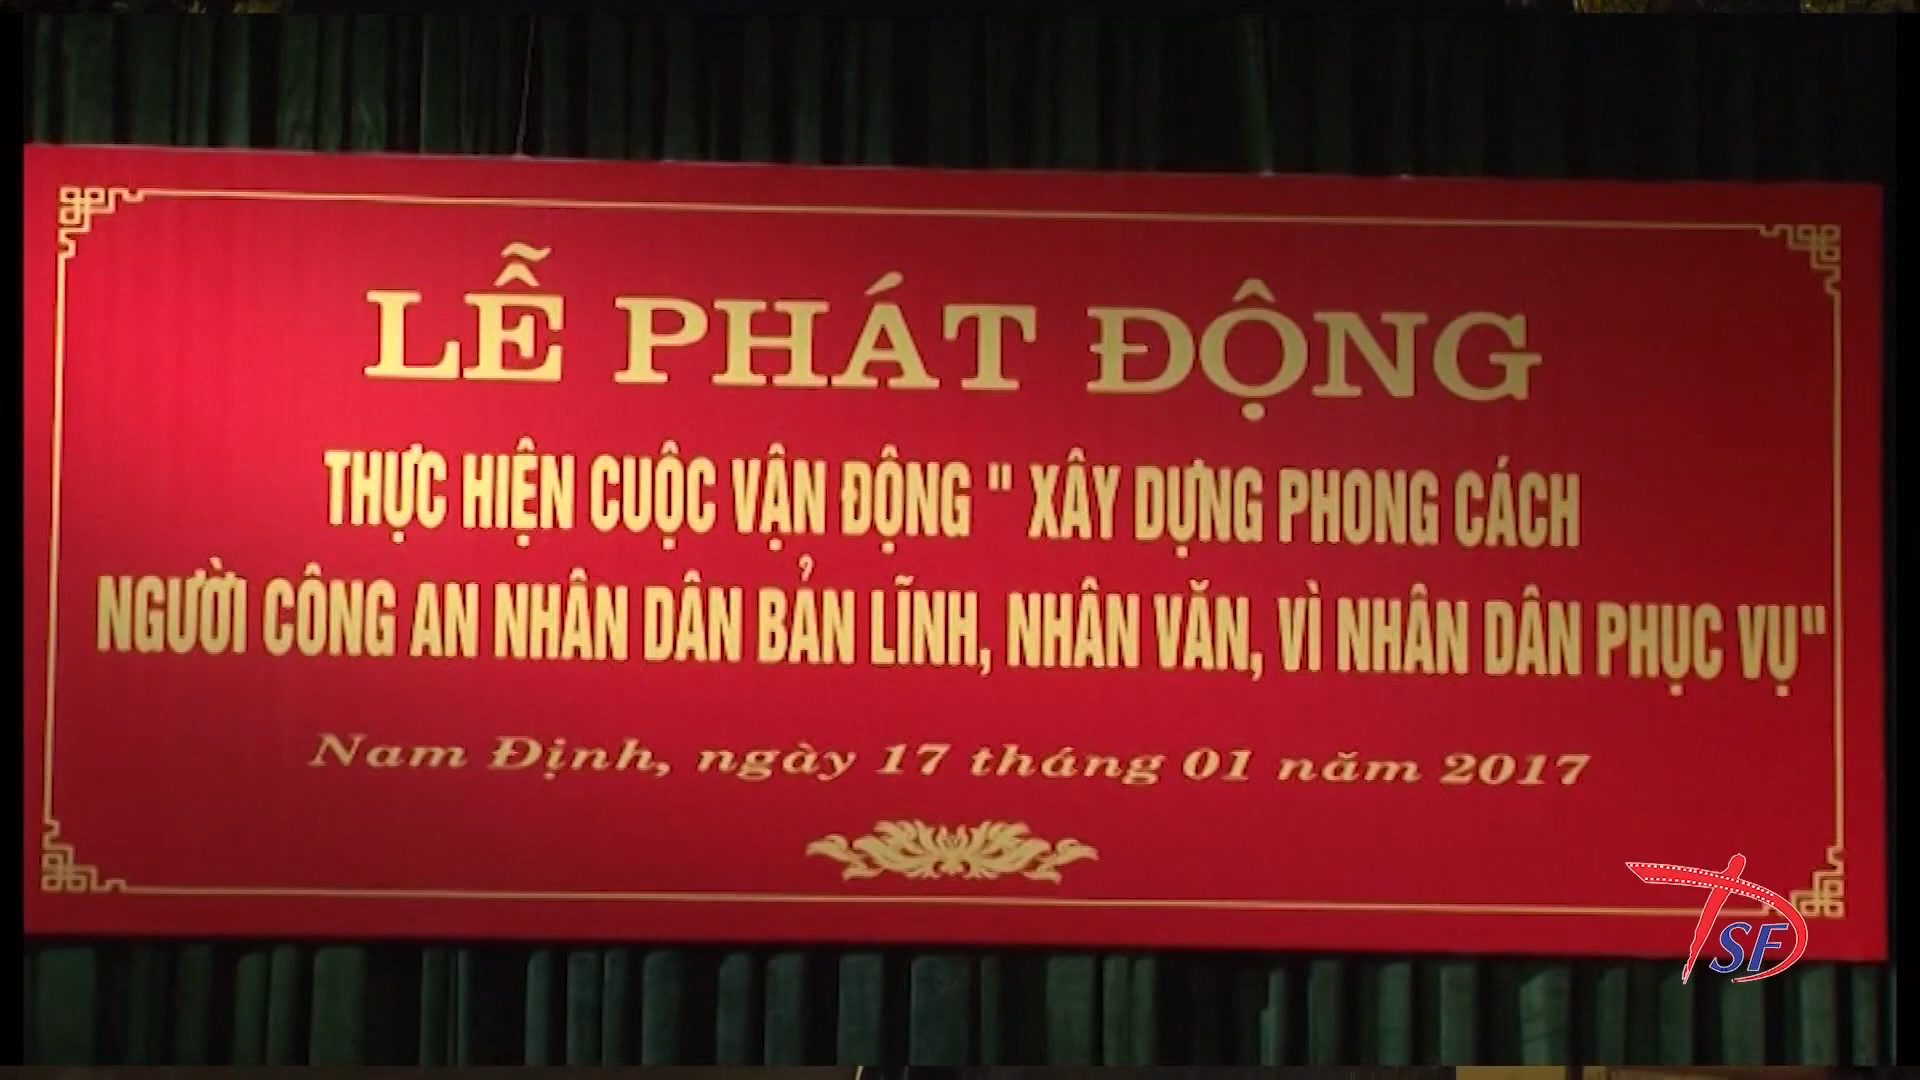 LỄ PHÁT ĐỘNG
THỰC HIỆN CUỘC VẬN ĐỘNG " XÂY DỰNG PHONG CÁCH
NGƯỜI CÔNG AN NHÂN DÂN BẢN LĨNH, NHÂN VĂN, VÌ NHÂN DÂN PHỤC VỤ"
Nam Định, ngày 17 tháng 01 năm 2017
SF